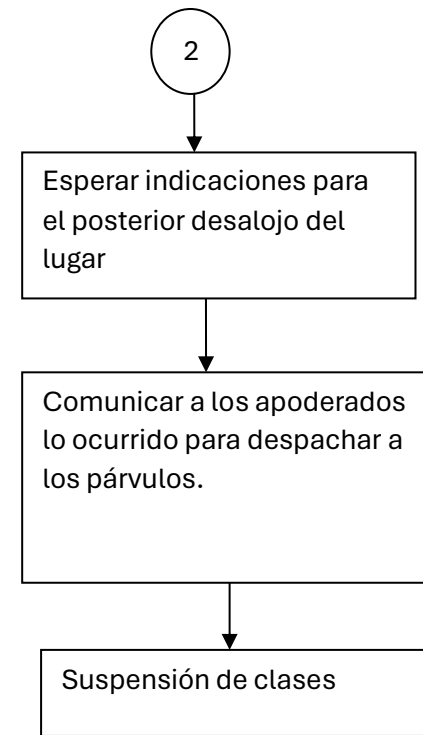 2
Esperar indicaciones para
el posterior desalojo del
lugar
Comunicar a los apoderados
lo ocurrido para despachar a
los párvulos.
Suspensión de clases